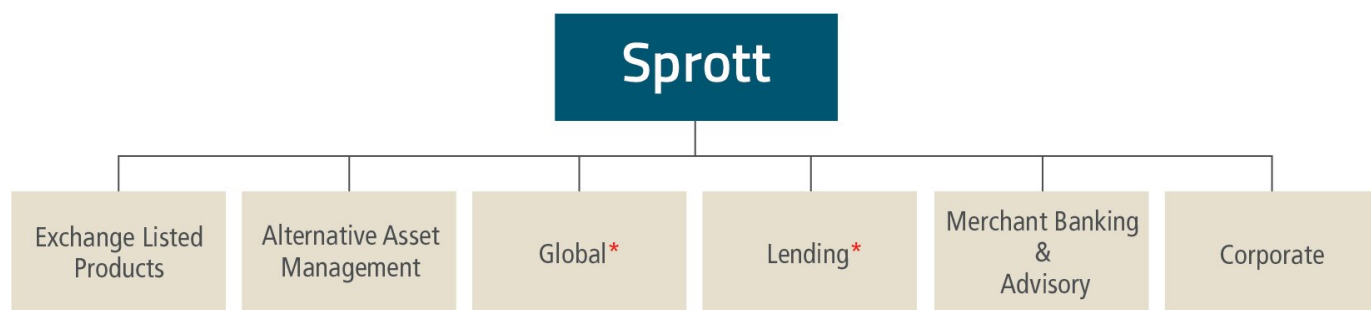 Sprott
Exchange Listed
Products
Alternative Asset
Management
Global*
Lending*
Merchant Banking
&
Advisory
Corporate